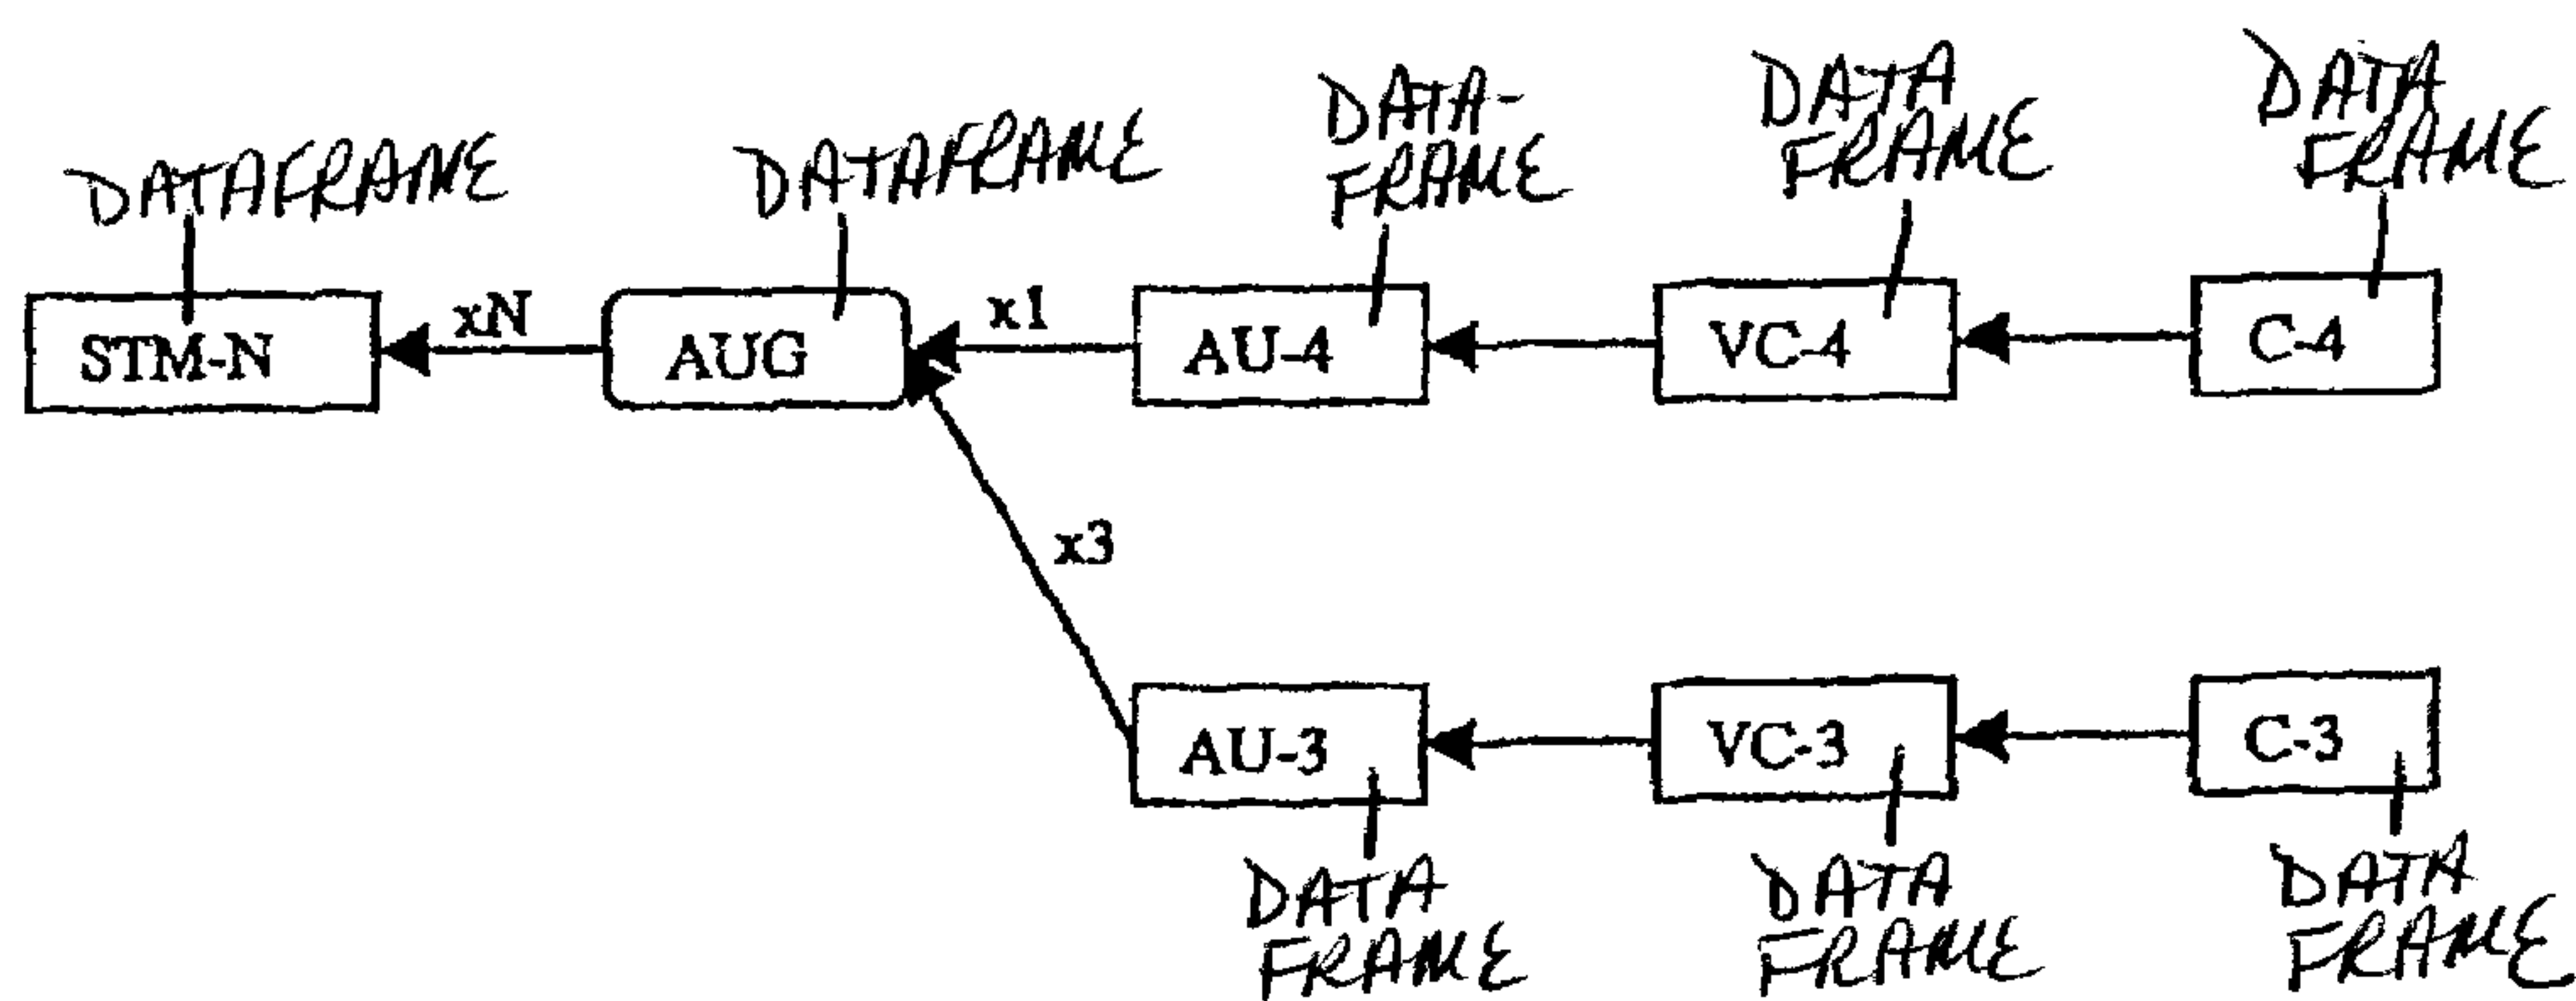 DATAFRAME
DATAFRAME
DATA-
FRAME
DATA
FRAME
DATA
FRAME
STM-N
xN
AUG
x1
AU-4
VC-4
C-4
x3
AU-3
VC-3
C-3
DATA
FRAME
DATA
FRAME
DATA
FRAME